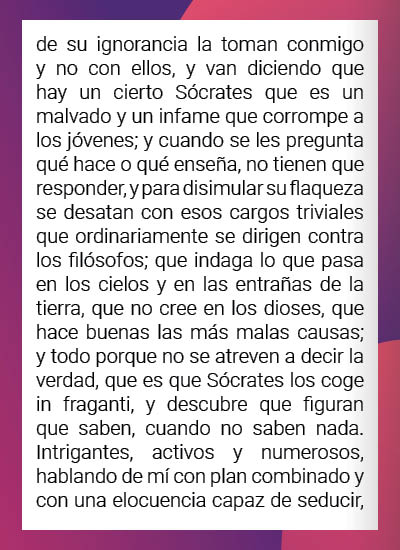 de su ignorancia la toman conmigo
y no con ellos, y van diciendo que
hay un cierto Sócrates que es un
malvado y un infame que corrompe a
los jóvenes; y cuando se les pregunta
qué hace o qué enseña, no tienen que
responder, y para disimular su flaqueza
se desatan con esos cargos triviales
que ordinariamente se dirigen contra
los filósofos; que indaga lo que pasa
en los cielos y en las entrañas de la
tierra, que no cree en los dioses, que
hace buenas las más malas causas;
y todo porque no se atreven a decir la
verdad, que es que Sócrates los coge
in fraganti, y descubre que figuran
que saben, cuando no saben nada.
Intrigantes, activos y numerosos,
hablando de mí con plan combinado y
con una elocuencia capaz de seducir,